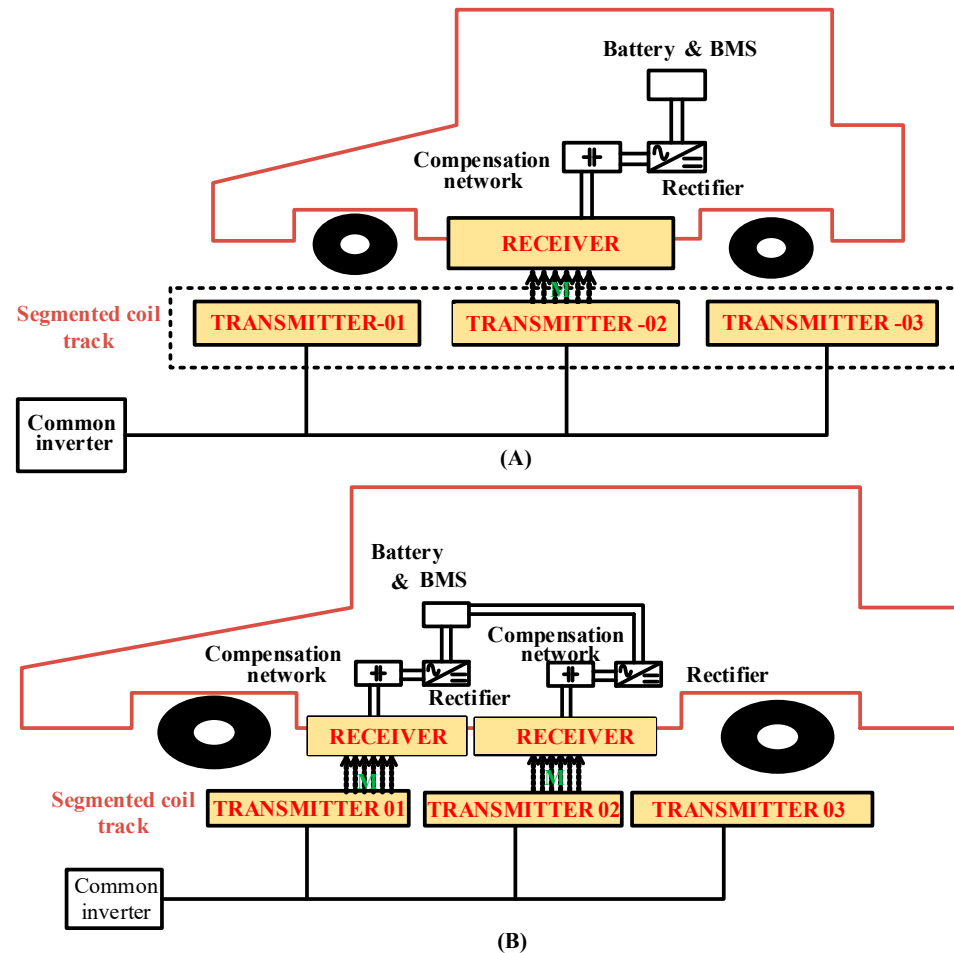 Battery & BMS
Compensation
network
Rectifier
RECEIVER
M
Segmented coil
track
TRANSMITTER-01
TRANSMITTER -02
TRANSMITTER -03
Common
inverter
(A)
Battery
& BMS
Compensation
network
Compensation
network
Rectifier
Rectifier
RECEIVER
RECEIVER
M
M
Segmented coil
track
TRANSMITTER 01
TRANSMITTER 02
TRANSMITTER 03
Common
inverter
(B)